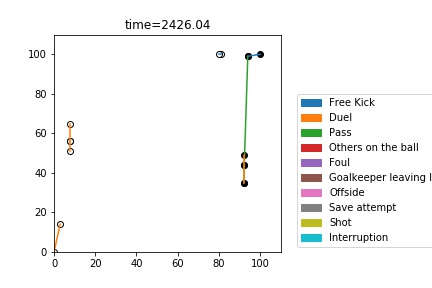 time=2426.04
100
80
60
40
20
0
0 20 40 60 80 100
Free Kick
Duel
Pass
Others on the ball
Foul
Goalkeeper leaving l
Offside
Save attempt
Shot
Interruption